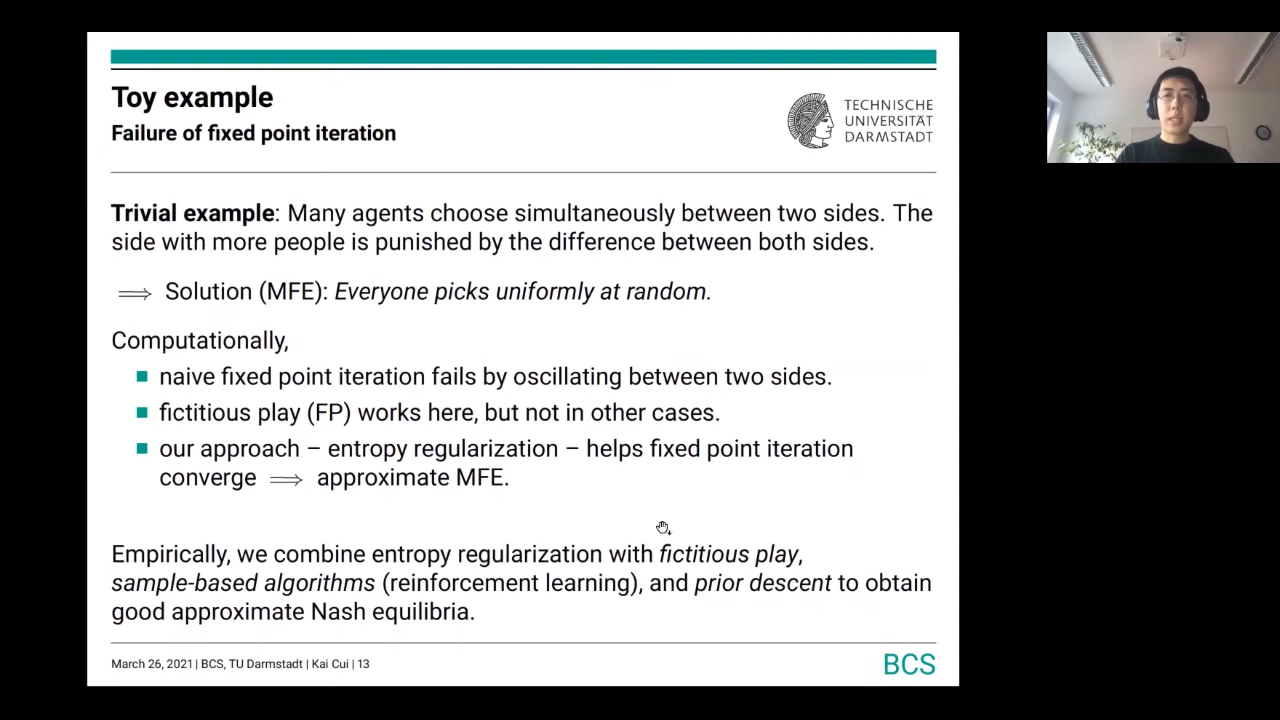 Toy example
Failure of fixed point iteration
TECHNISCHE
UNIVERSITÄT
DARMSTADT
Trivial example: Many agents choose simultaneously between two sides. The
side with more people is punished by the difference between both sides.
⟹ Solution (MFE): Everyone picks uniformly at random.
Computationally,
■ naive fixed point iteration fails by oscillating between two sides.
■ fictitious play (FP) works here, but not in other cases.
■ our approach – entropy regularization – helps fixed point iteration
converge ⟹ approximate MFE.
Empirically, we combine entropy regularization with fictitious play,
sample-based algorithms (reinforcement learning), and prior descent to obtain
good approximate Nash equilibria.
March 26, 2021 | BCS, TU Darmstadt | Kai Cui | 13
BCS